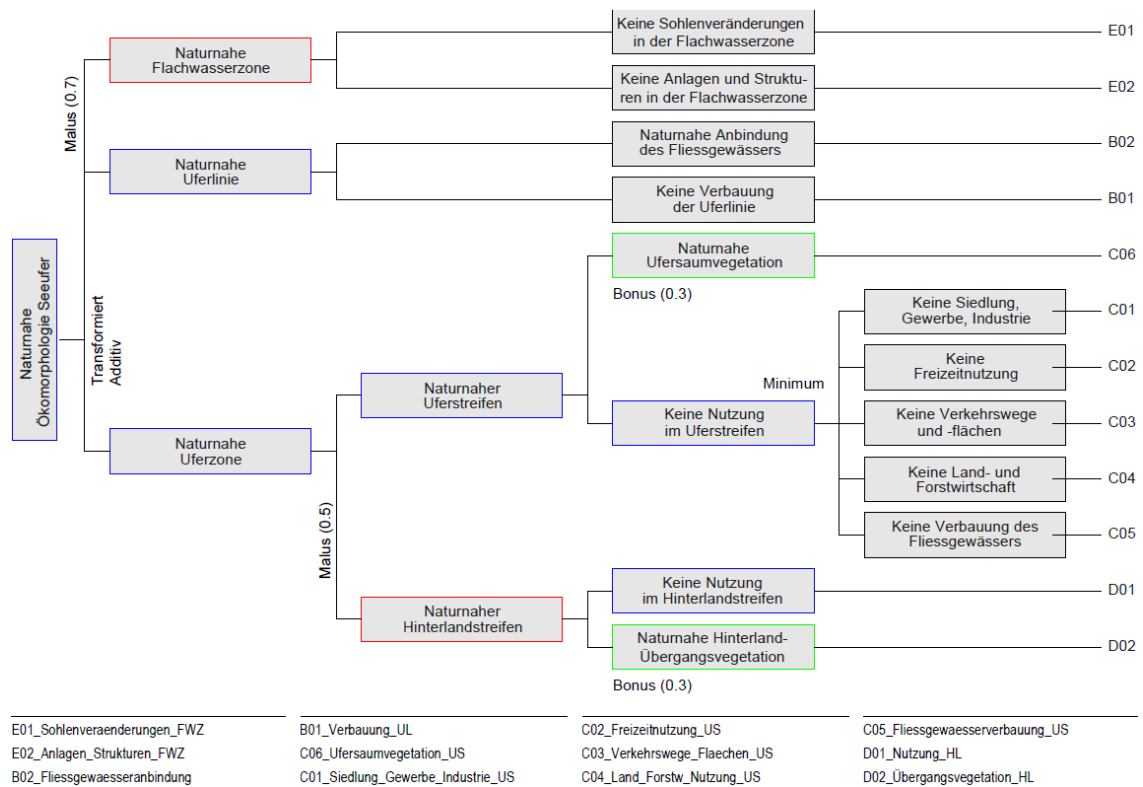 Keine Sohlenveränderungen
in der Flachwasserzone
E01
Naturnahe
Flachwasserzone
Keine Anlagen und Struktu-
ren in der Flachwasserzone
E02
Malus (0.7)
Naturnahe Anbindung
des Fliessgewässers
B02
Naturnahe
Uferlinie
Keine Verbauung
der Uferlinie
B01
Naturnahe
Ufersaumvegetation
C06
Bonus (0.3)
Naturnahe
Ökomorphologie Seeufer
Transformiert
Additiv
Keine Siedlung,
Gewerbe, Industrie
C01
Keine
Freizeitnutzung
C02
Naturnaher
Uferstreifen
Minimum
Keine Nutzung
im Uferstreifen
Keine Verkehrswege
und -flächen
C03
Naturnahe
Uferzone
Keine Land- und
Forstwirtschaft
C04
Malus (0.5)
Keine Verbauung des
Fliessgewässers
C05
Keine Nutzung
im Hinterlandstreifen
D01
Naturnaher
Hinterlandstreifen
Naturnahe Hinterland-
Übergangsvegetation
D02
Bonus (0.3)
E01_Sohlenveraenderungen_FWZ
E02_Anlagen_Strukturen_FWZ
B02_Fliessgewaesseranbindung
B01_Verbauung_UL
C06_Ufersaumvegetation_US
C01_Siedlung_Gewerbe_Industrie_US
C02_Freizeitnutzung_US
C03_Verkehrswege_Flaechen_US
C04_Land_Forstw_Nutzung_US
C05_Fliessgewaesserverbauung_US
D01_Nutzung_HL
D02_Übergangsvegetation_HL